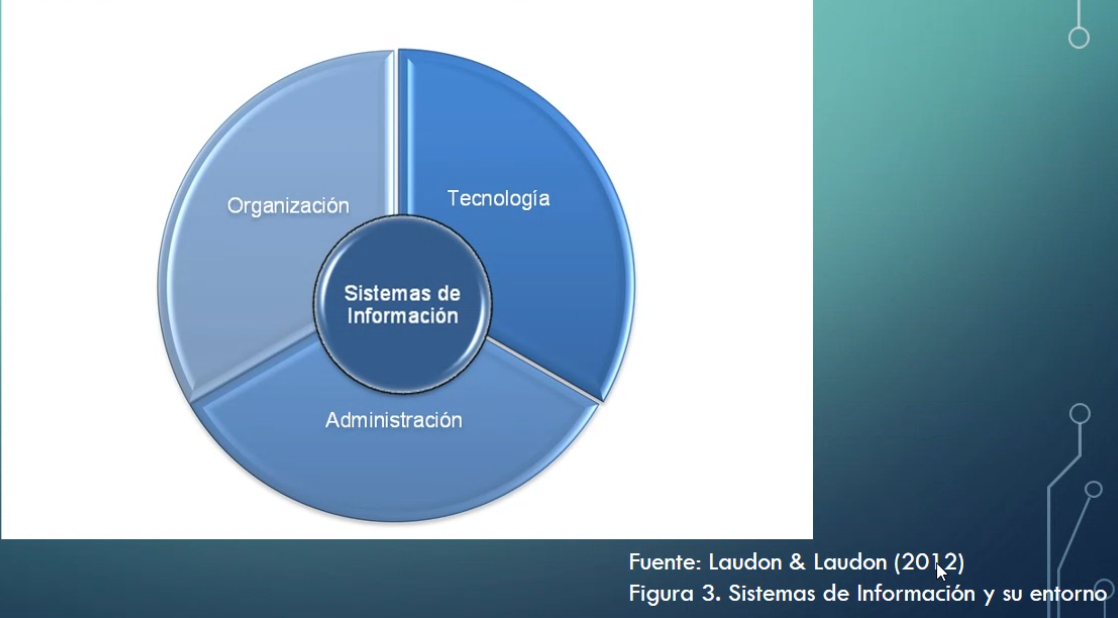 Organización
Tecnología
Sistemas de
Información
Administración
Fuente: Laudon & Laudon (2012)
Figura 3. Sistemas de Información y su entorno